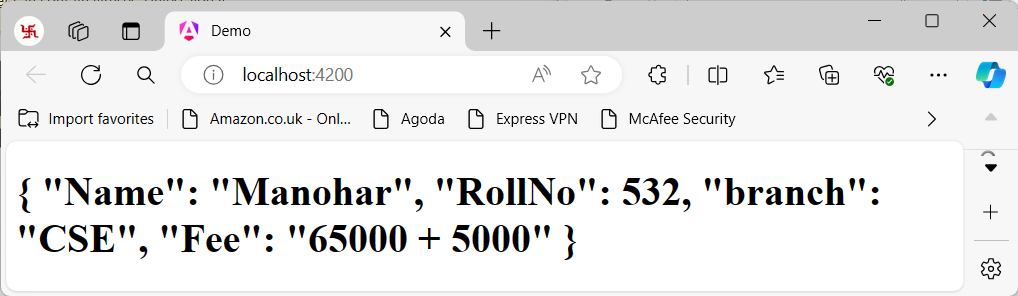 Demo
localhost:4200
Import favorites
Amazon.co.uk - Onl...
Agoda
Express VPN
McAfee Security
{ "Name": "Manohar", "RollNo": 532, "branch":
"CSE", "Fee": "65000 + 5000" }